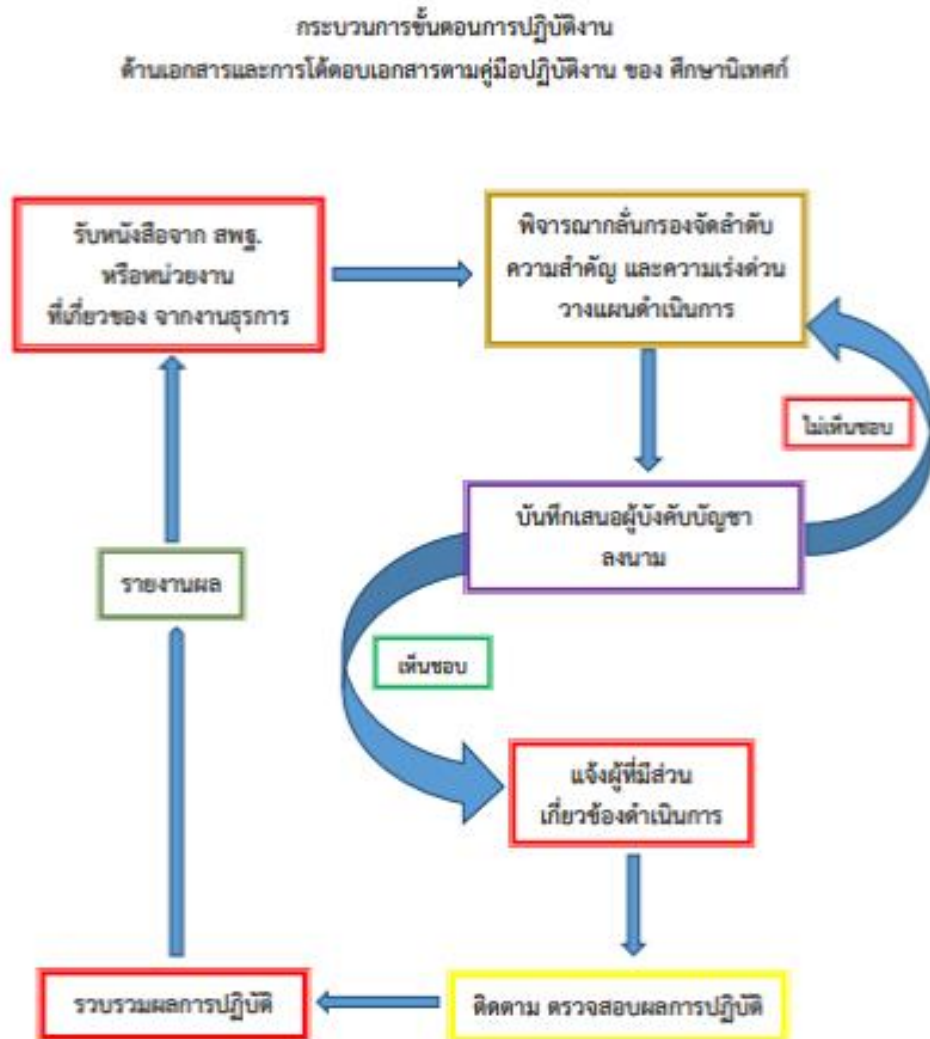 กระบวนการขั้นตอนการปฏิบัติงาน
ด้านเอกสารและการโต้ตอบเอกสารตามคู่มือปฏิบัติงาน ของ ศึกษานิเทศก์
รับหนังสือจาก สพฐ.
หรือหน่วยงาน
ที่เกี่ยวของ จากงานธุรการ
พิจารณากลั่นกรองจัดลำดับ
ความสำคัญ และความเร่งด่วน
วางแผนดำเนินการ
ไม่เห็นชอบ
บันทึกเสนอผู้บังคับบัญชา
ลงนาม
เห็นชอบ
แจ้งผู้ที่มีส่วน
เกี่ยวข้องดำเนินการ
ติดตาม ตรวจสอบผลการปฏิบัติ
รวบรวมผลการปฏิบัติ
รายงานผล